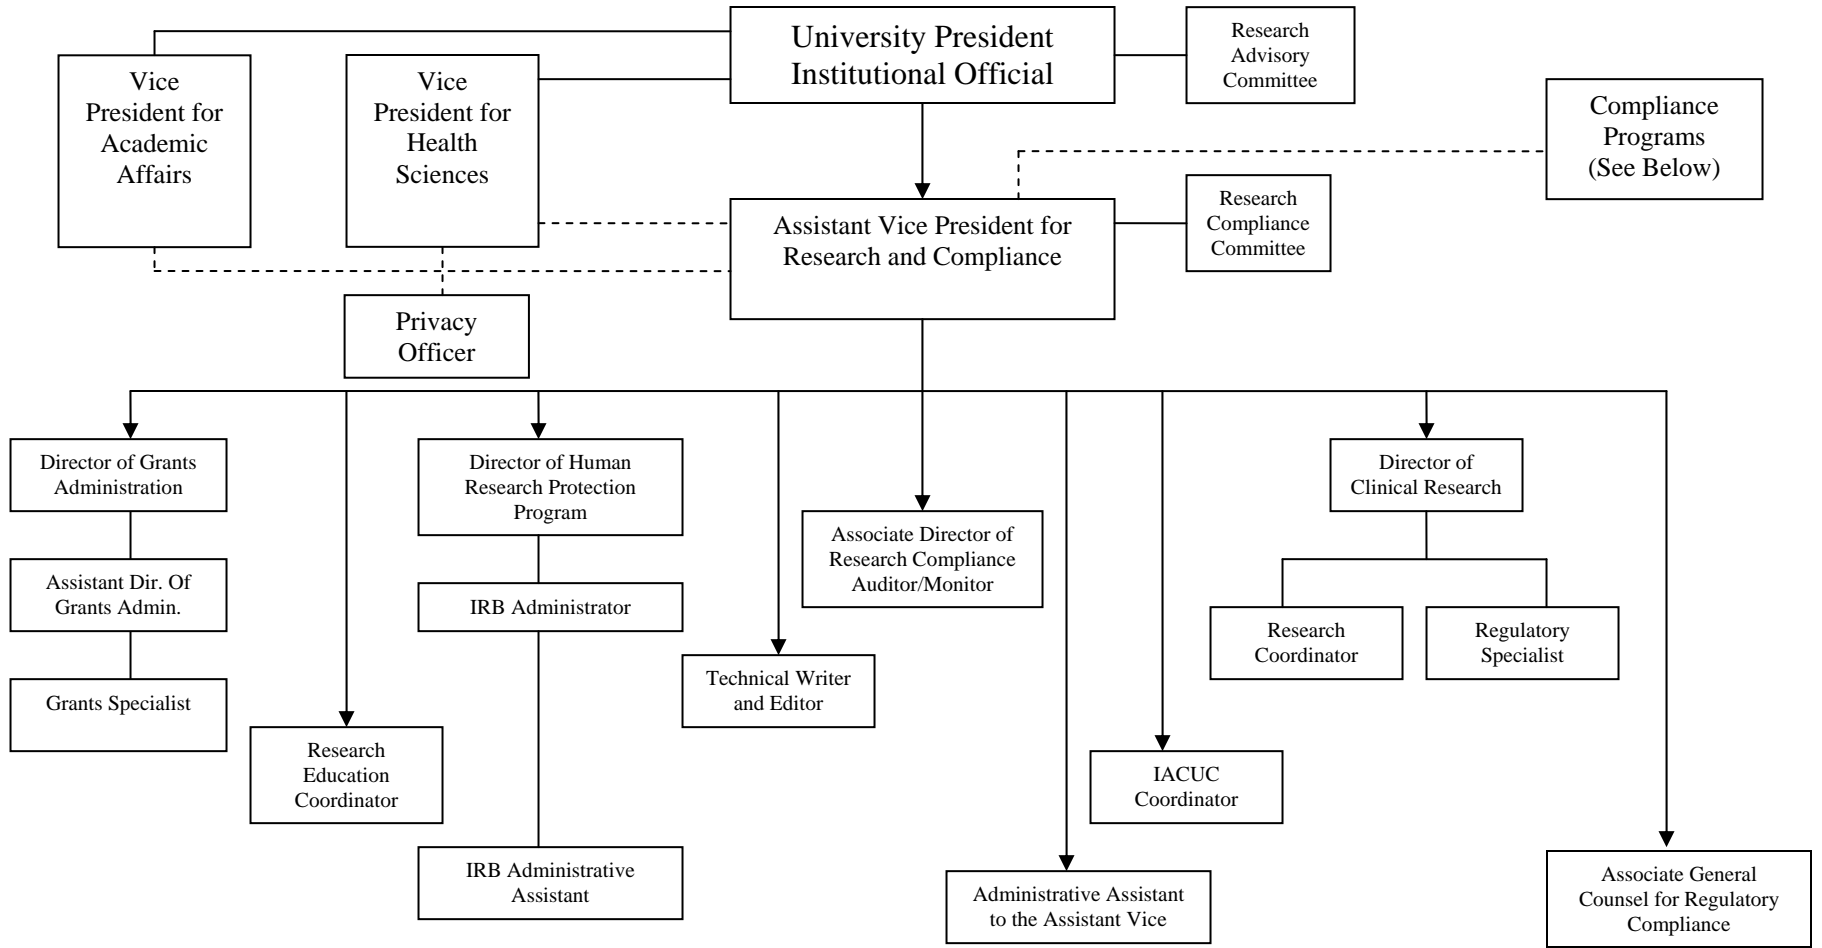 University President
Institutional Official
Research
Advisory
Committee
Vice
President for
Academic
Affairs
Vice
President for
Health
Sciences
Compliance
Programs
(See Below)
Assistant Vice President for
Research and Compliance
Research
Compliance
Committee
Privacy
Officer
Director of Grants
Administration
Director of Human
Research Protection
Program
Director of
Clinical Research
Associate Director of
Research Compliance
Auditor/Monitor
Assistant Dir. Of
Grants Admin.
IRB Administrator
Research
Coordinator
Regulatory
Specialist
Technical Writer
and Editor
Grants Specialist
Research
Education
Coordinator
IACUC
Coordinator
IRB Administrative
Assistant
Administrative Assistant
to the Assistant Vice
Associate General
Counsel for Regulatory
Compliance